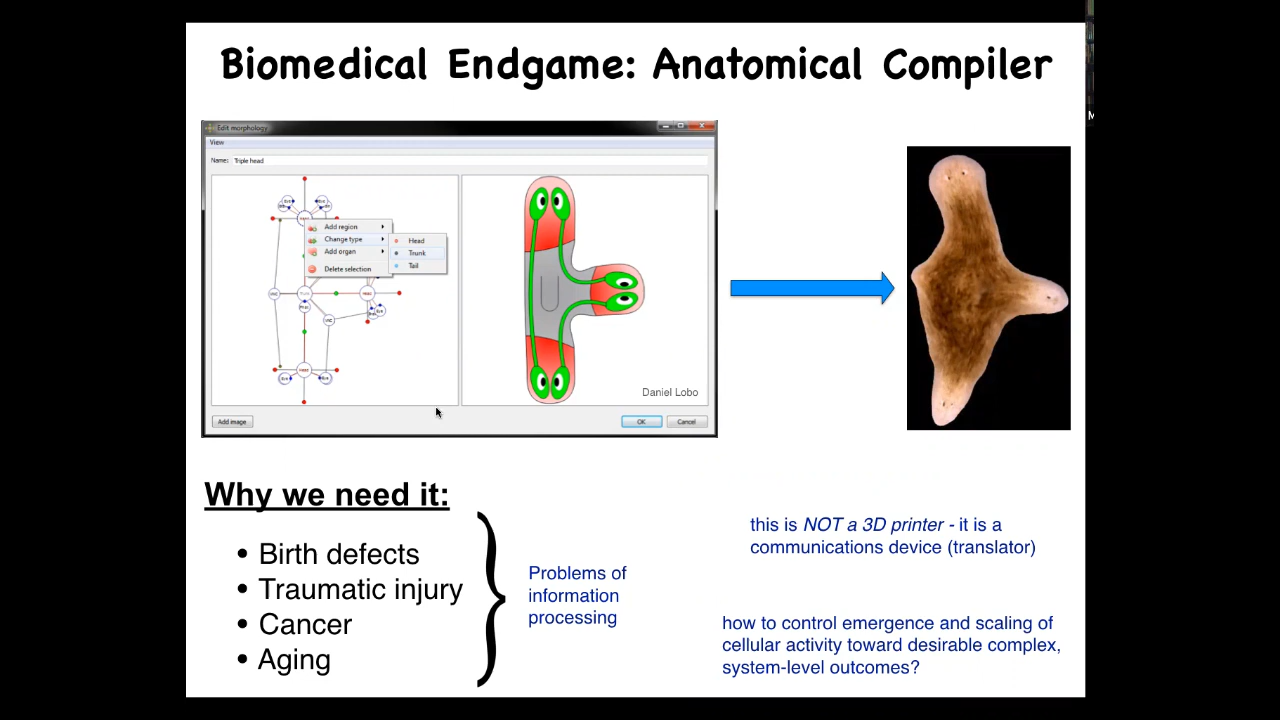 Biomedical Endgame: Anatomical Compiler
Edit morphology
View
Name: Triple head
Add region
Change type
Add organ
Delete selection
Head
Trunk
Tail
Daniel Lobo
Add image
OK
Cancel
M
Why we need it:
• Birth defects
• Traumatic injury
• Cancer
• Aging
Problems of
information
processing
this is NOT a 3D printer - it is a
communications device (translator)
how to control emergence and scaling of
cellular activity toward desirable complex,
system-level outcomes?